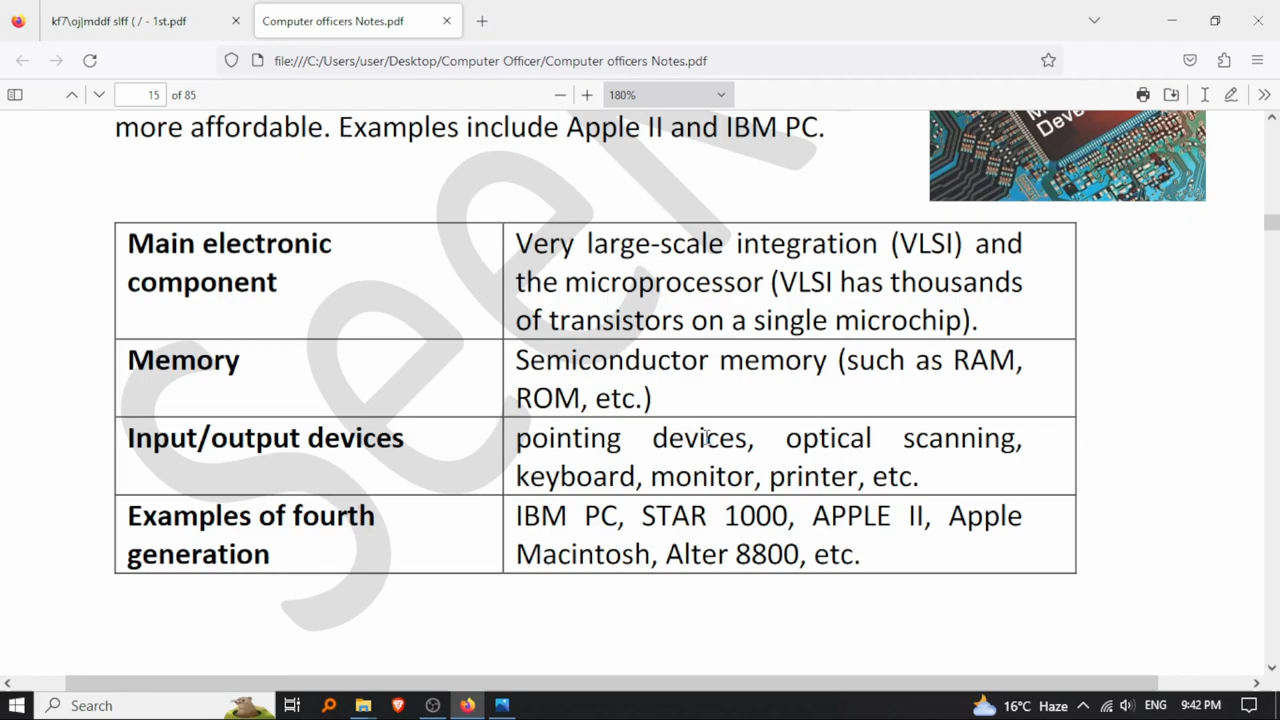 kf7\oj|mddf slff ( / - 1st.pdf
Computer officers Notes.pdf
file:///C:/Users/user/Desktop/Computer Officer/Computer officers Notes.pdf
15 of 85
180%
more affordable. Examples include Apple II and IBM PC.
Main electronic
component
Very large-scale integration (VLSI) and
the microprocessor (VLSI has thousands
of transistors on a single microchip).
Memory
Semiconductor memory (such as RAM,
ROM, etc.)
Input/output devices
pointing devices, optical scanning,
keyboard, monitor, printer, etc.
Examples of fourth
generation
IBM PC, STAR 1000, APPLE II, Apple
Macintosh, Alter 8800, etc.
Search
16°C Haze
ENG
9:42 PM